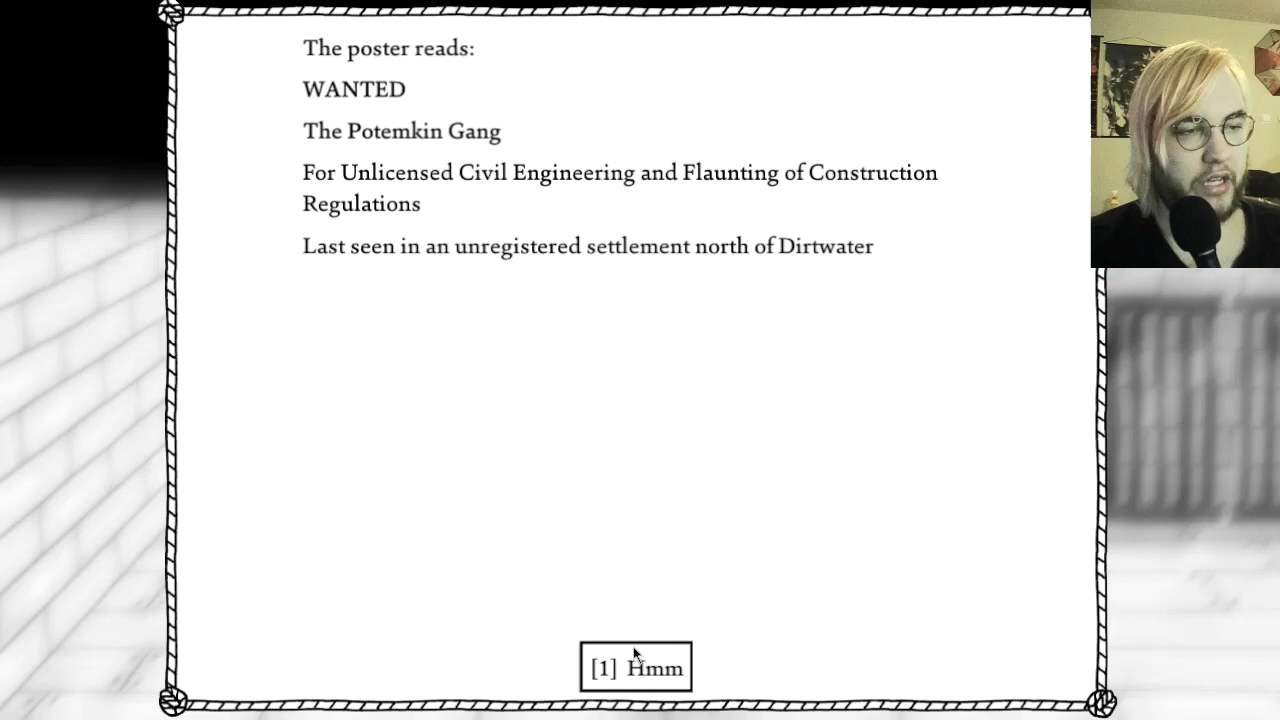 The poster reads:
WANTED
The Potemkin Gang
For Unlicensed Civil Engineering and Flaunting of Construction
Regulations
Last seen in an unregistered settlement north of Dirtwater
[1] Hmm